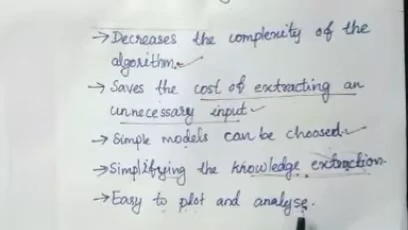 → Decreases the complexity of the
algorithm.
→ Saves the cost of extracting an
unnecessary input
→ Simple models can be choosed
→ Simplifying the knowledge extraction.
→ Easy to plot and analyse.